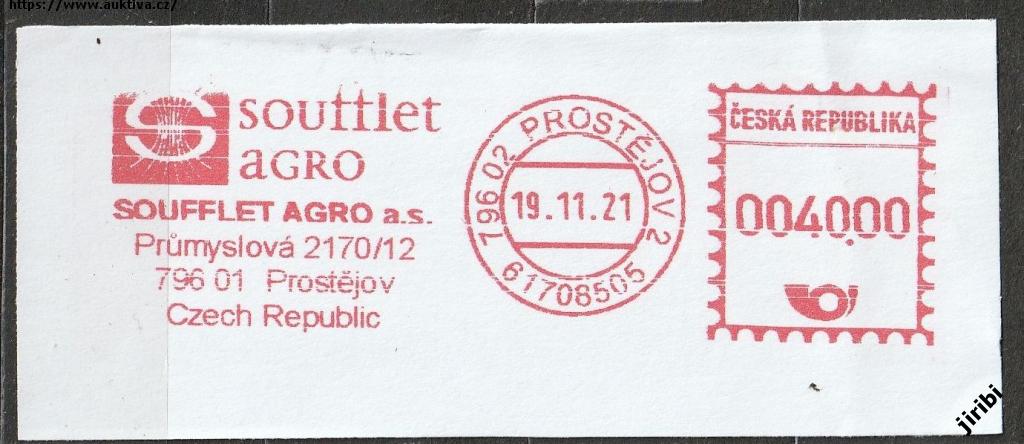 https://www.auktiva.cz/
soufflet
AGRO
SOUFFLET AGRO a.s.
Průmyslová 2170/12
796 01 Prostějov
Czech Republic
796 02 PROSTĚJOV 2
19.11.21
61708505
ČESKÁ REPUBLIKA
004000
jiribi